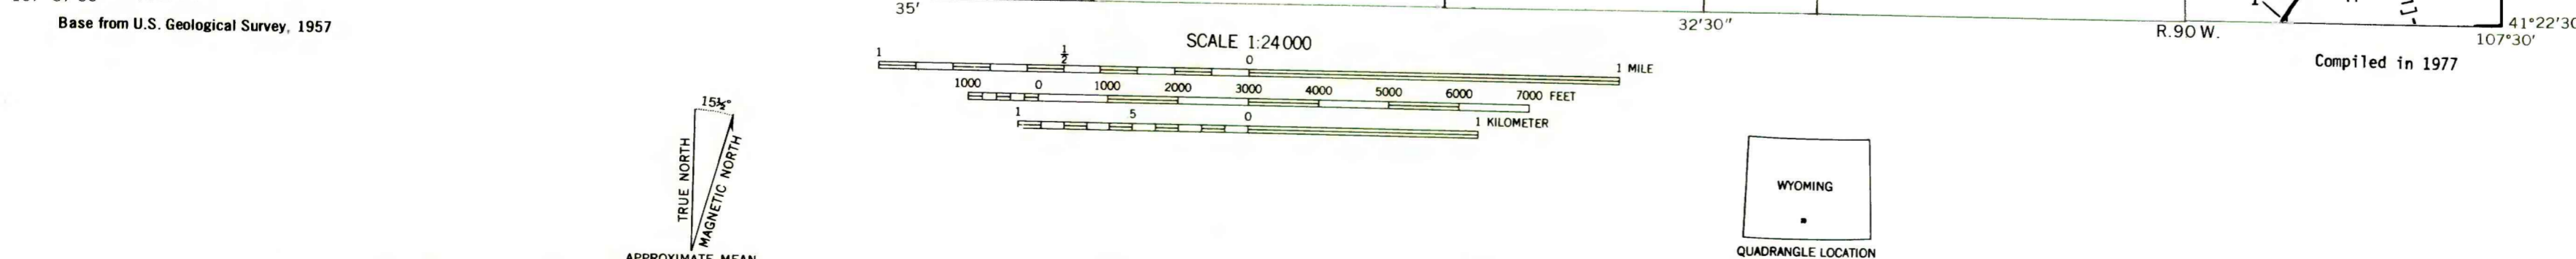 35'
32'30"
R.90 W.
41°22'30
107°30'
Base from U.S. Geological Survey, 1957
Compiled in 1977
SCALE 1:24 000
1 ½ 0 1 MILE
1000 0 1000 2000 3000 4000 5000 6000 7000 FEET
1 5 0 1 KILOMETER
15½°
TRUE NORTH
MAGNETIC NORTH
APPROXIMATE MEAN
WYOMING
QUADRANGLE LOCATION